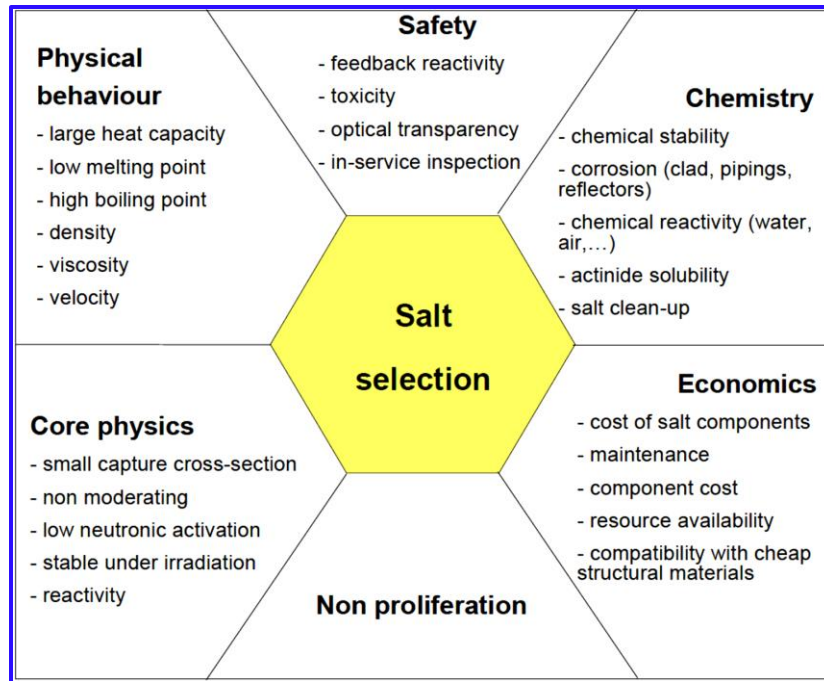 Physical
behaviour
- large heat capacity
- low melting point
- high boiling point
- density
- viscosity
- velocity
Safety
- feedback reactivity
- toxicity
- optical transparency
- in-service inspection
Chemistry
- chemical stability
- corrosion (clad, pipings,
reflectors)
- chemical reactivity (water,
air,...)
- actinide solubility
- salt clean-up
Salt
selection
Core physics
- small capture cross-section
- non moderating
- low neutronic activation
- stable under irradiation
- reactivity
Non proliferation
Economics
- cost of salt components
- maintenance
- component cost
- resource availability
- compatibility with cheap
structural materials